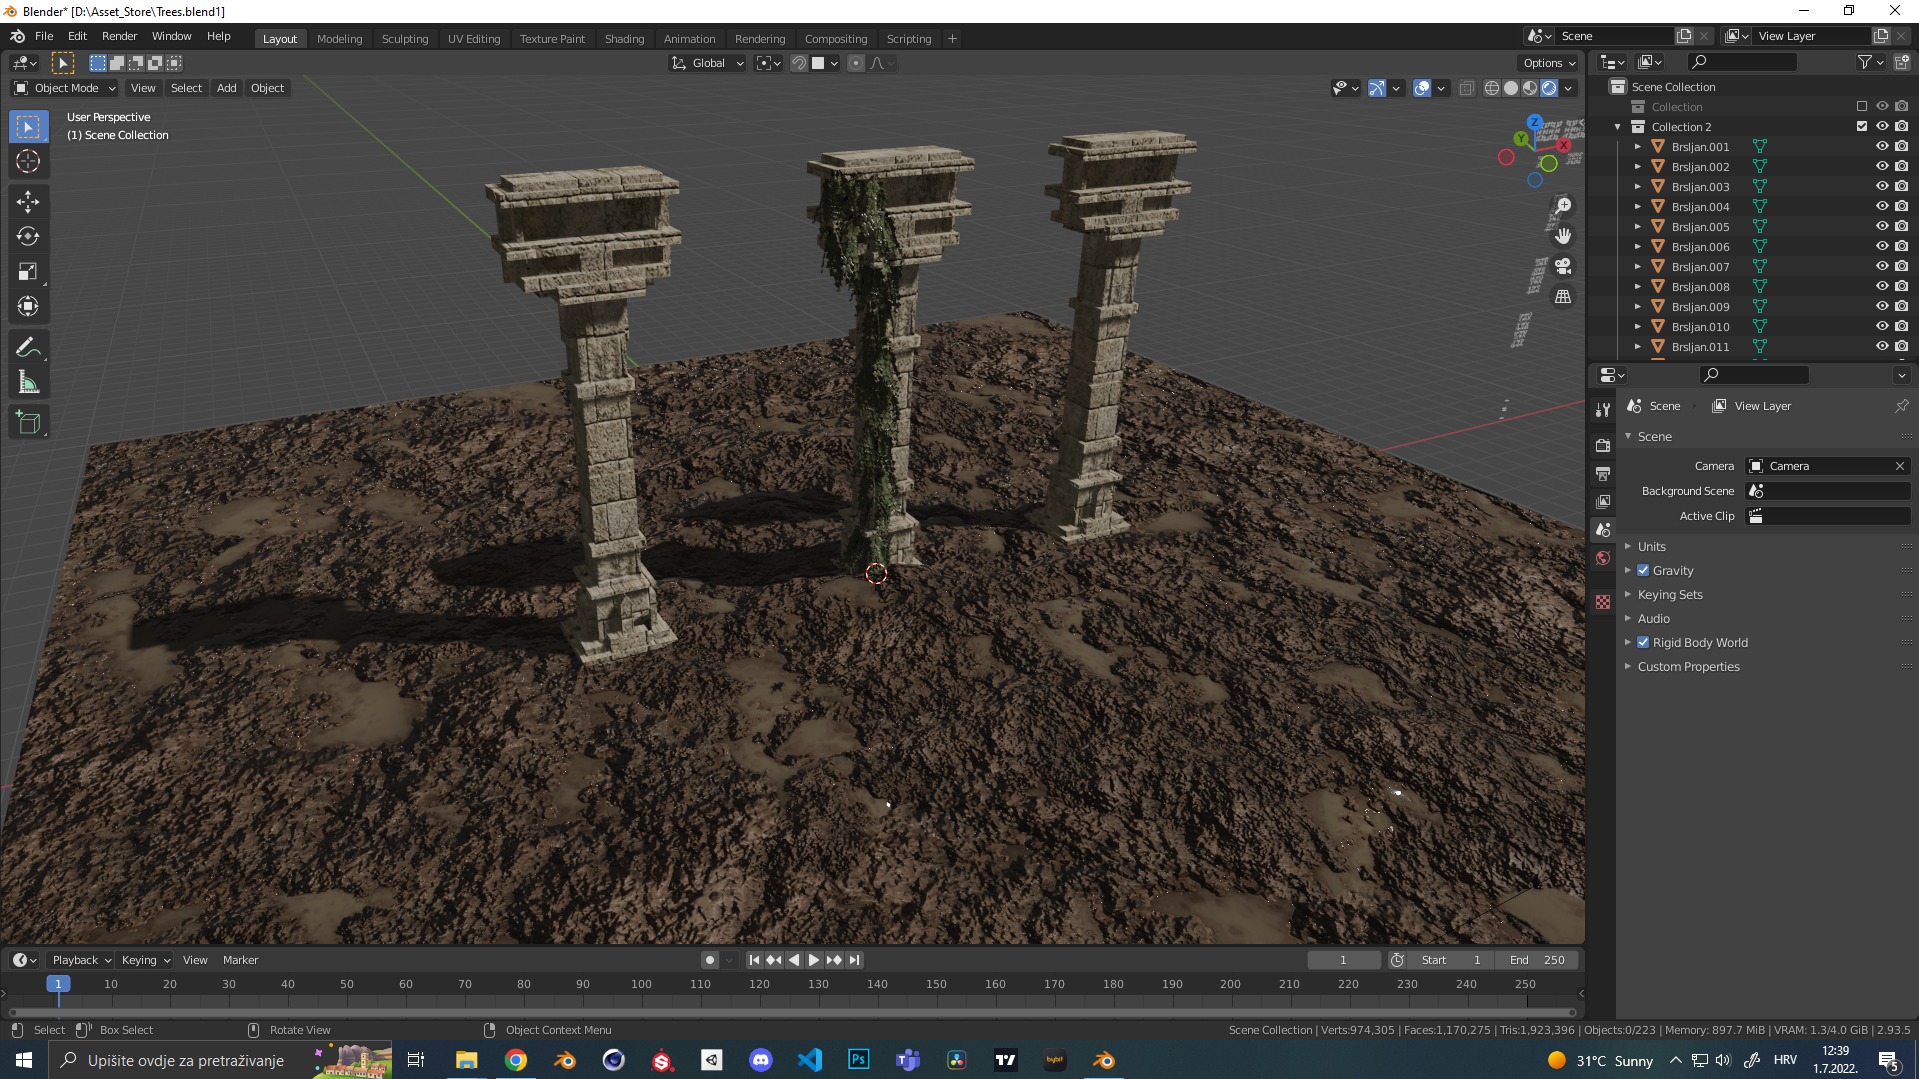 Blender* [D:\Asset_Store\Trees.blend1]
File Edit Render Window Help Layout Modeling Sculpting UV Editing Texture Paint Shading Animation Rendering Compositing Scripting + Scene View Layer
Global Options
Object Mode View Select Add Object
User Perspective
(1) Scene Collection
Z
Y
X
Scene Collection
Collection
Collection 2
Brsljan.001
Brsljan.002
Brsljan.003
Brsljan.004
Brsljan.005
Brsljan.006
Brsljan.007
Brsljan.008
Brsljan.009
Brsljan.010
Brsljan.011
Scene View Layer
Scene
Camera Camera
Background Scene
Active Clip
Units
Gravity
Keying Sets
Audio
Rigid Body World
Custom Properties
Playback Keying View Marker 1 Start 1 End 250
1 10 20 30 40 50 60 70 80 90 100 110 120 130 140 150 160 170 180 190 200 210 220 230 240 250
Select Box Select Rotate View Object Context Menu Scene Collection | Verts:974,305 | Faces:1,170,275 | Tris:1,923,396 | Objects:0/223 | Memory: 897.7 MiB | VRAM: 1.3/4.0 GiB | 2.93.5
Upišite ovdje za pretraživanje Ps bybit 31°C Sunny HRV 12:39
1.7.2022. 5